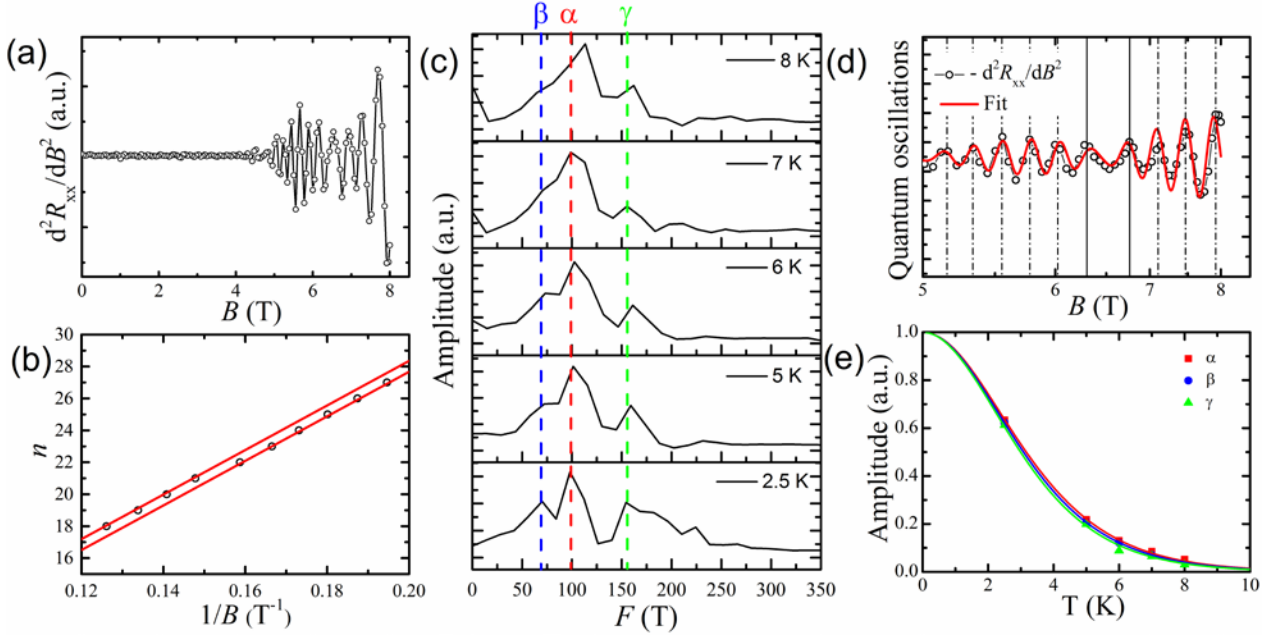 β α γ
(a)
d²Rxx/dB² (a.u.)
0 2 4 6 8
B (T)
(b)
n
30
28
26
24
22
20
18
16
0.12 0.14 0.16 0.18 0.20
1/B (T⁻¹)
(c)
Amplitude (a.u.)
8 K
7 K
6 K
5 K
2.5 K
0 50 100 150 200 250 300 350
F (T)
(d)
Quantum oscillations
d²Rxx/dB²
Fit
5 6 7 8
B (T)
(e)
Amplitude (a.u.)
1.0
0.8
0.6
0.4
0.2
0.0
α
β
γ
0 2 4 6 8 10
T (K)